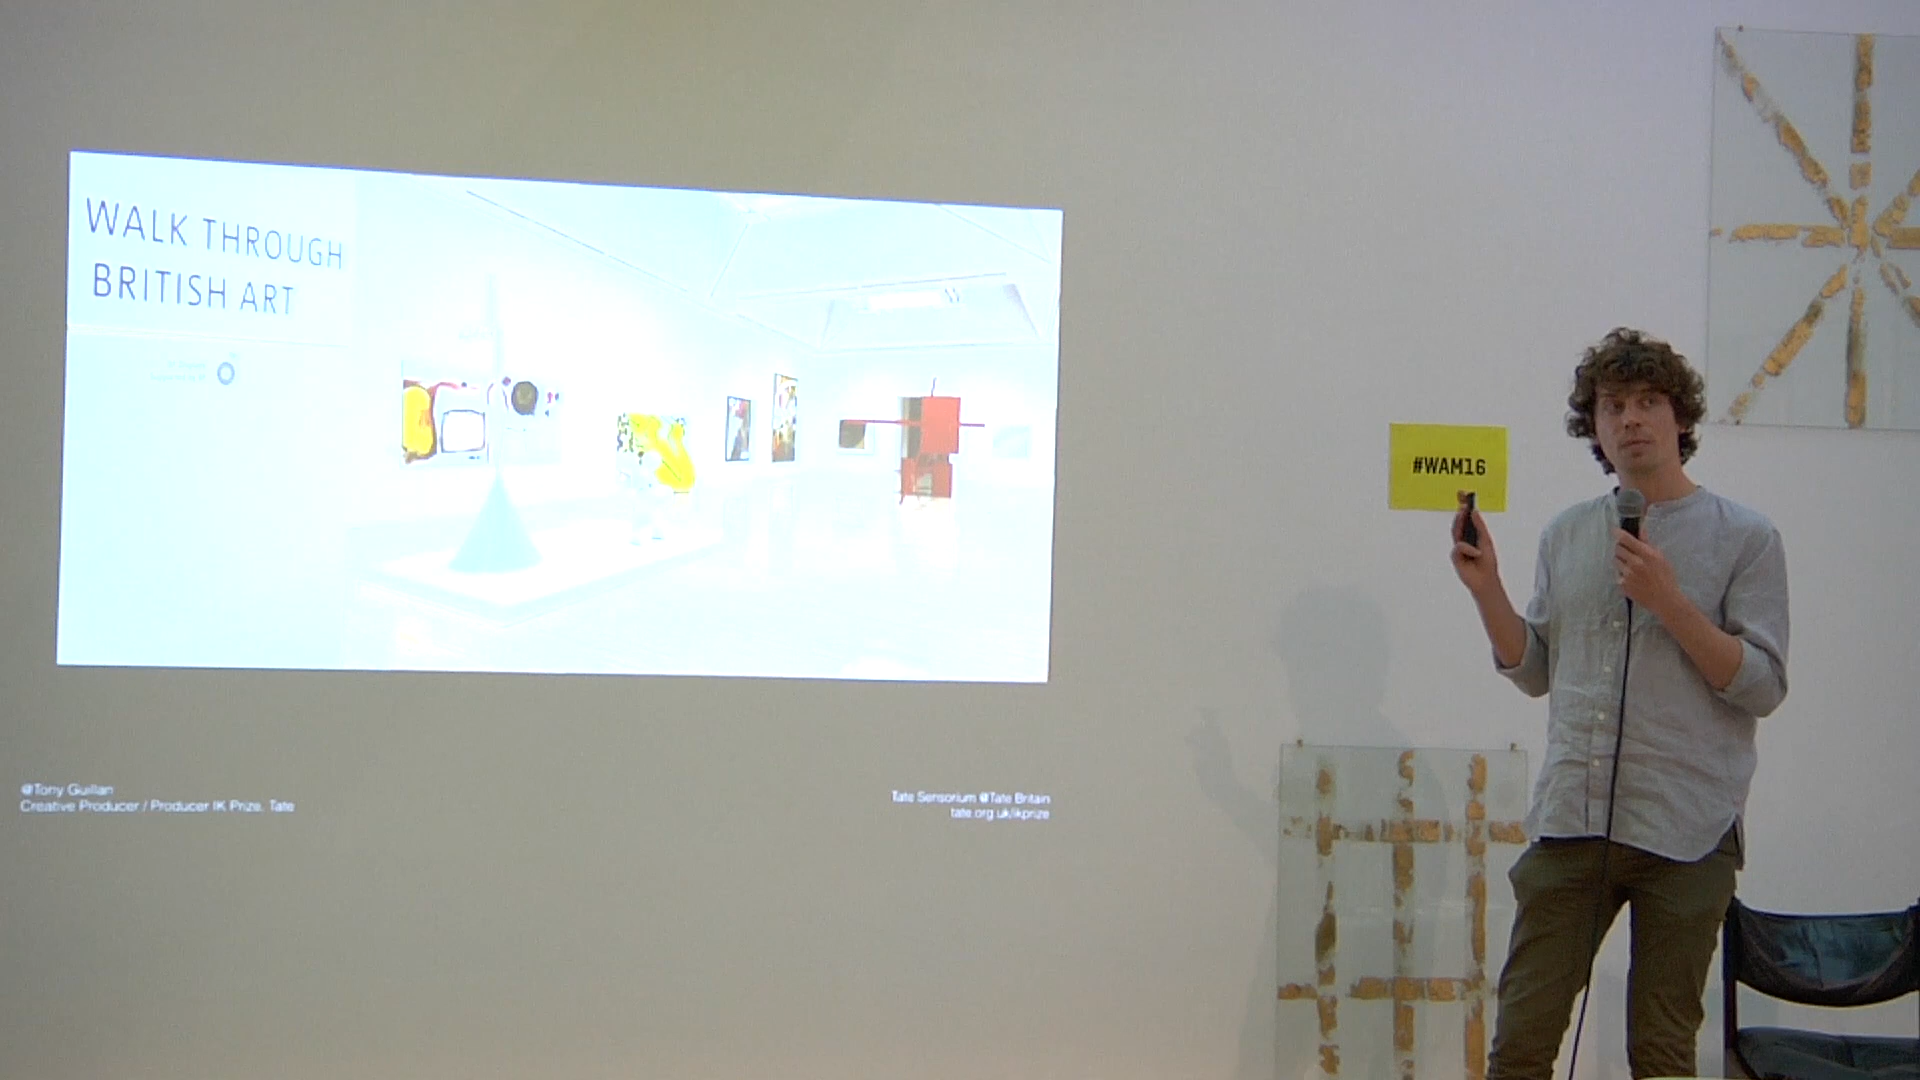 WALK THROUGH
BRITISH ART
#WAM16
@Tony Guillan
Creative Producer / Producer IK Prize, Tate
Tate Sensorium @Tate Britain
tate.org.uk/ikprize